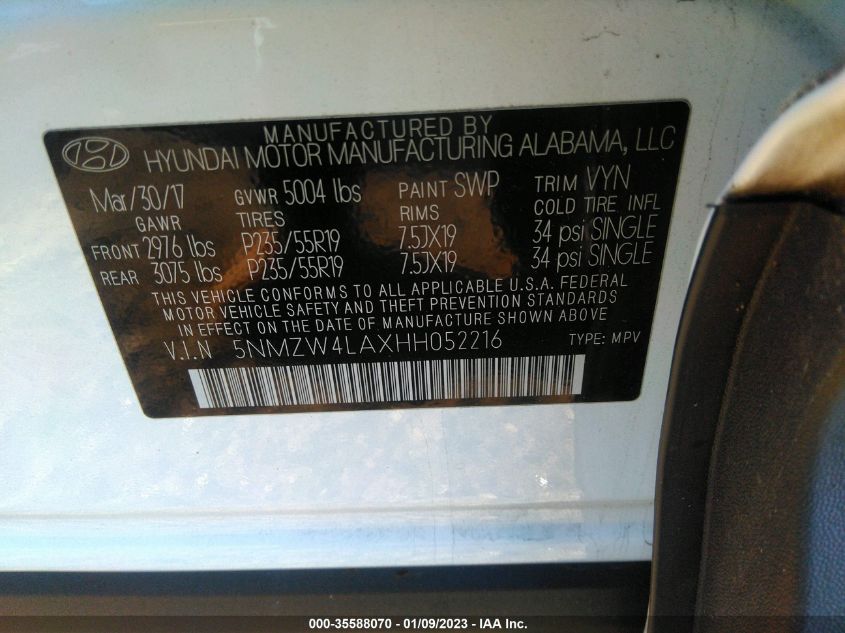 MANUFACTURED BY
HYUNDAI MOTOR MANUFACTURING ALABAMA, LLC
Mar/30/17 GVWR 5004 lbs PAINT SWP TRIM VYN
GAWR TIRES RIMS COLD TIRE INFL
FRONT 2976 lbs P235/55R19 7.5JX19 34 psi SINGLE
REAR 3075 lbs P235/55R19 7.5JX19 34 psi SINGLE
THIS VEHICLE CONFORMS TO ALL APPLICABLE U.S.A. FEDERAL
MOTOR VEHICLE SAFETY AND THEFT PREVENTION STANDARDS
IN EFFECT ON THE DATE OF MANUFACTURE SHOWN ABOVE
V.I.N 5NMZW4LAXHH052216 TYPE: MPV
000-35588070 - 01/09/2023 - IAA Inc.